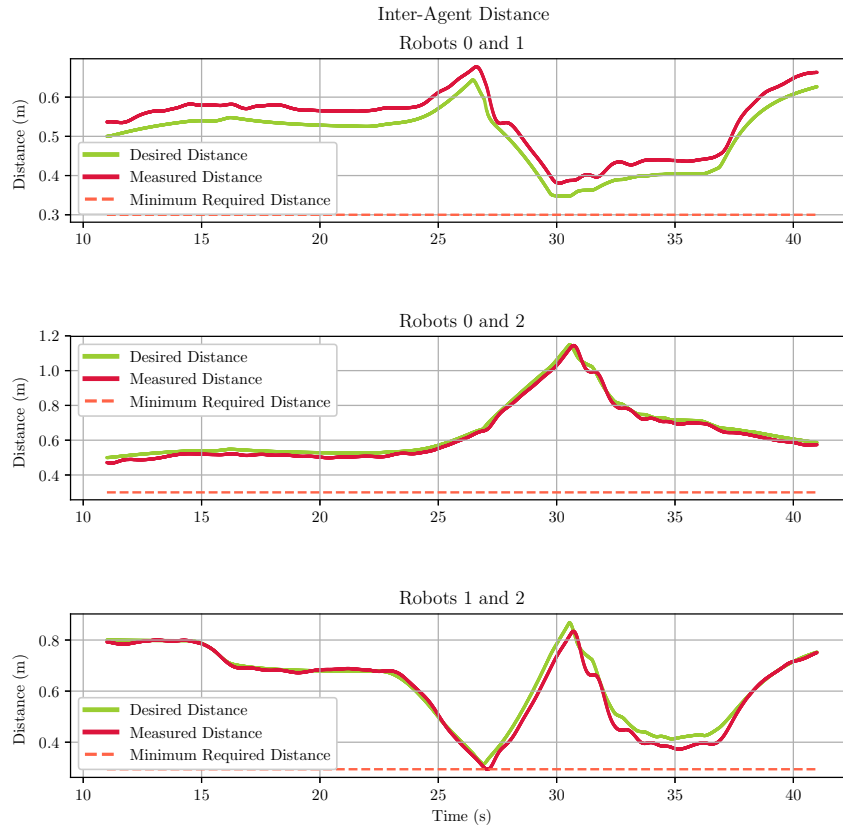 Inter-Agent Distance
Robots 0 and 1
Distance (m)
0.6
0.5
0.4
0.3
Desired Distance
Measured Distance
Minimum Required Distance
10 15 20 25 30 35 40
Robots 0 and 2
Distance (m)
1.2
1.0
0.8
0.6
0.4
Desired Distance
Measured Distance
Minimum Required Distance
10 15 20 25 30 35 40
Robots 1 and 2
Distance (m)
0.8
0.6
0.4
Desired Distance
Measured Distance
Minimum Required Distance
10 15 20 25 30 35 40
Time (s)